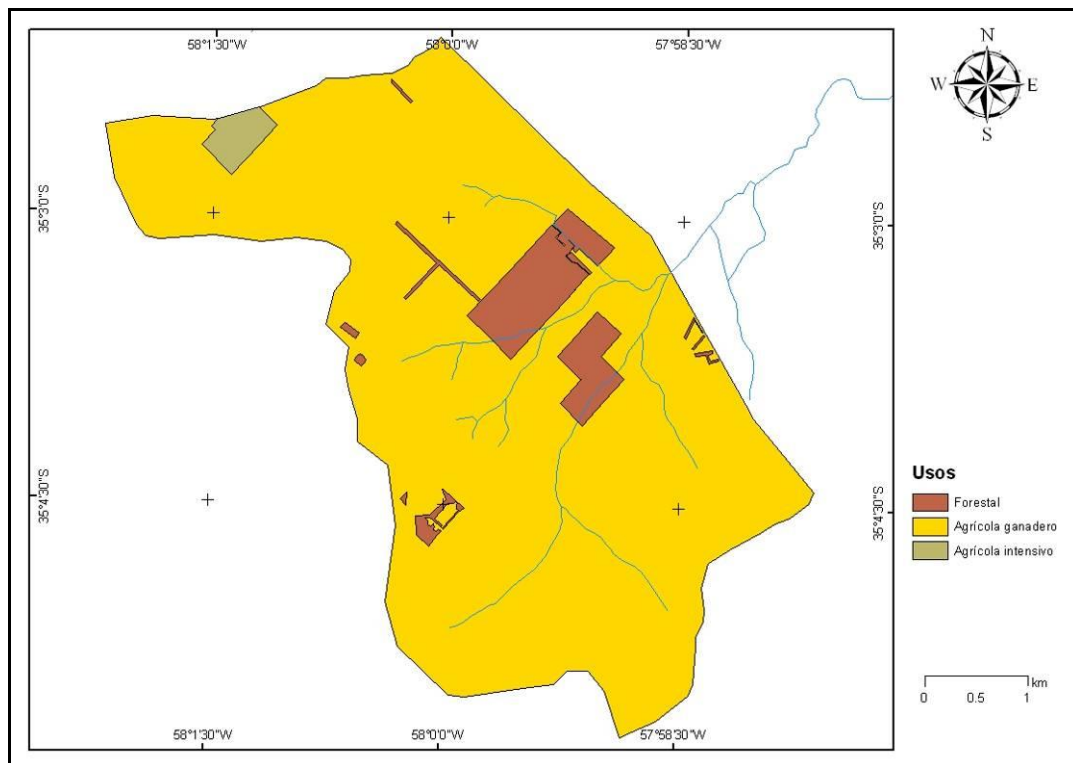 58°1'30"W 58°0'0"W 57°58'30"W
N
W E
S
35°3'0"S 35°3'0"S
35°4'30"S 35°4'30"S
Usos
Forestal
Agrícola ganadero
Agrícola intensivo
km
0 0.5 1
58°1'30"W 58°0'0"W 57°58'30"W